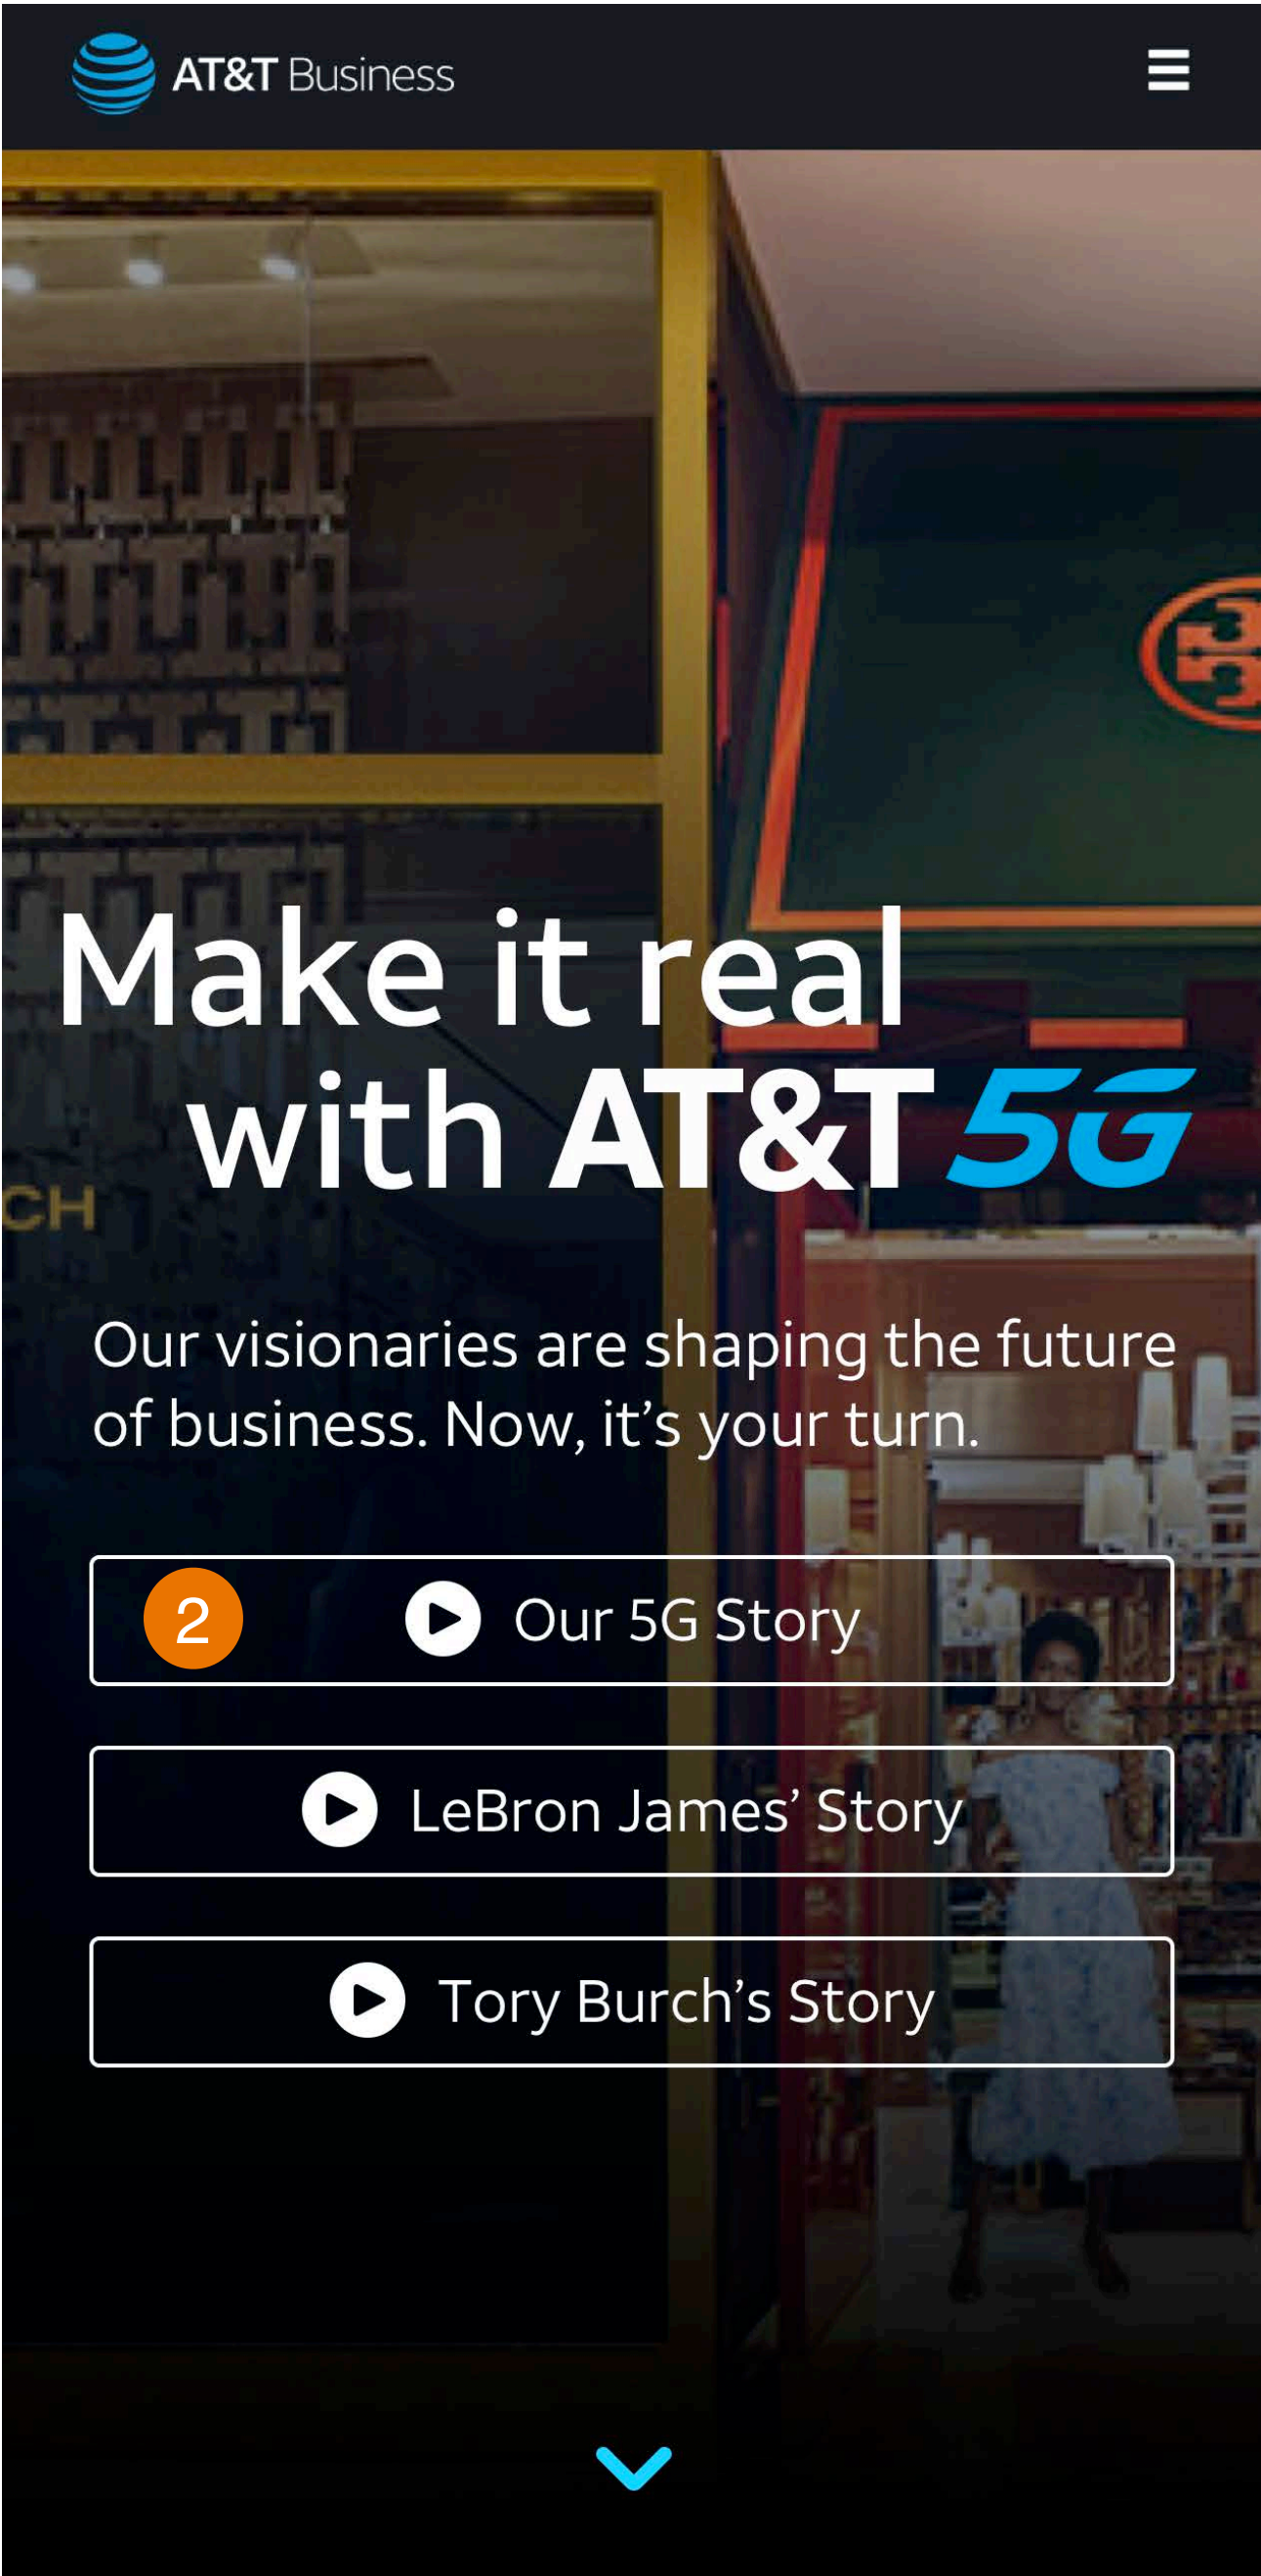 AT&T Business
Make it real
with AT&T 5G
CH
Our visionaries are shaping the future
of business. Now, it’s your turn.
2
Our 5G Story
LeBron James’ Story
Tory Burch’s Story